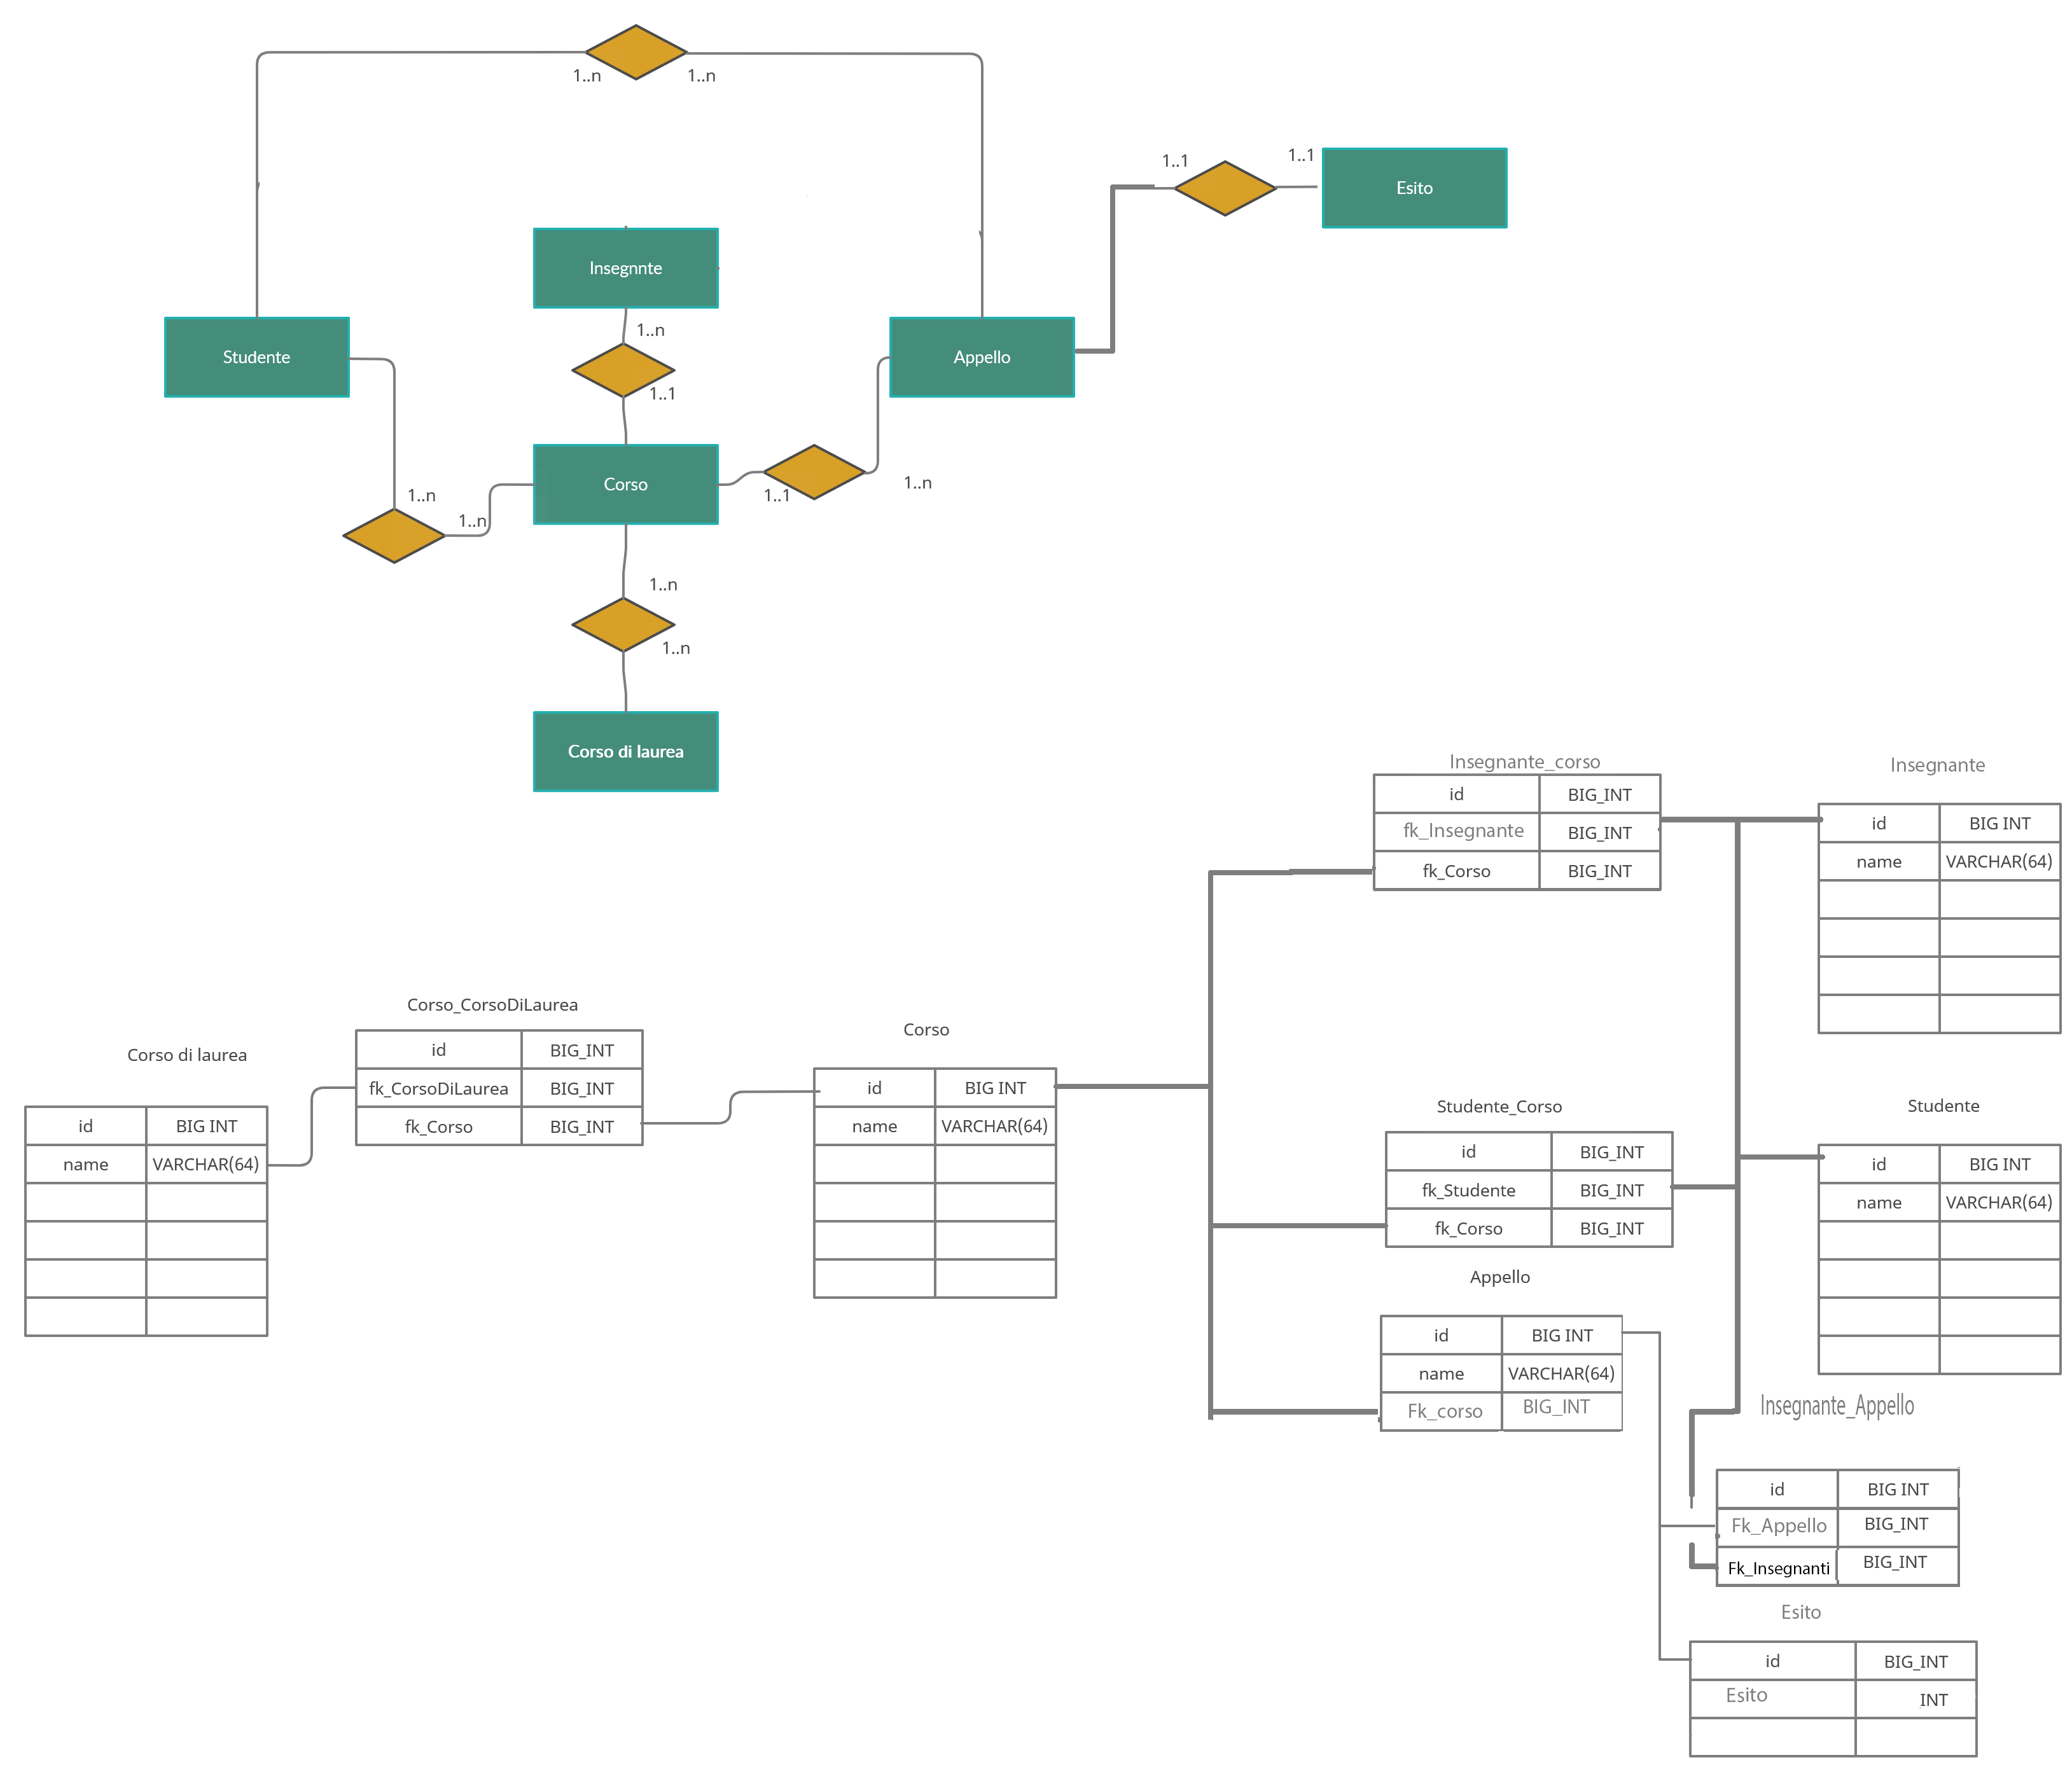 1..n
1..n
1..1
1..1
Esito
Insegnnte
1..n
Studente
Appello
1..1
Corso
1..n
1..1
1..n
1..n
1..n
1..n
Corso di laurea
Insegnante_corso
id BIG_INT
fk_Insegnante BIG_INT
fk_Corso BIG_INT
Insegnante
id BIG INT
name VARCHAR(64)
Corso_CorsoDiLaurea
id BIG_INT
fk_CorsoDiLaurea BIG_INT
fk_Corso BIG_INT
Corso
id BIG INT
name VARCHAR(64)
Corso di laurea
id BIG INT
name VARCHAR(64)
Studente_Corso
id BIG_INT
fk_Studente BIG_INT
fk_Corso BIG_INT
Studente
id BIG INT
name VARCHAR(64)
Appello
id BIG INT
name VARCHAR(64)
Fk_corso BIG_INT
Insegnante_Appello
id BIG INT
Fk_Appello BIG_INT
Fk_Insegnanti BIG_INT
Esito
id BIG_INT
Esito INT